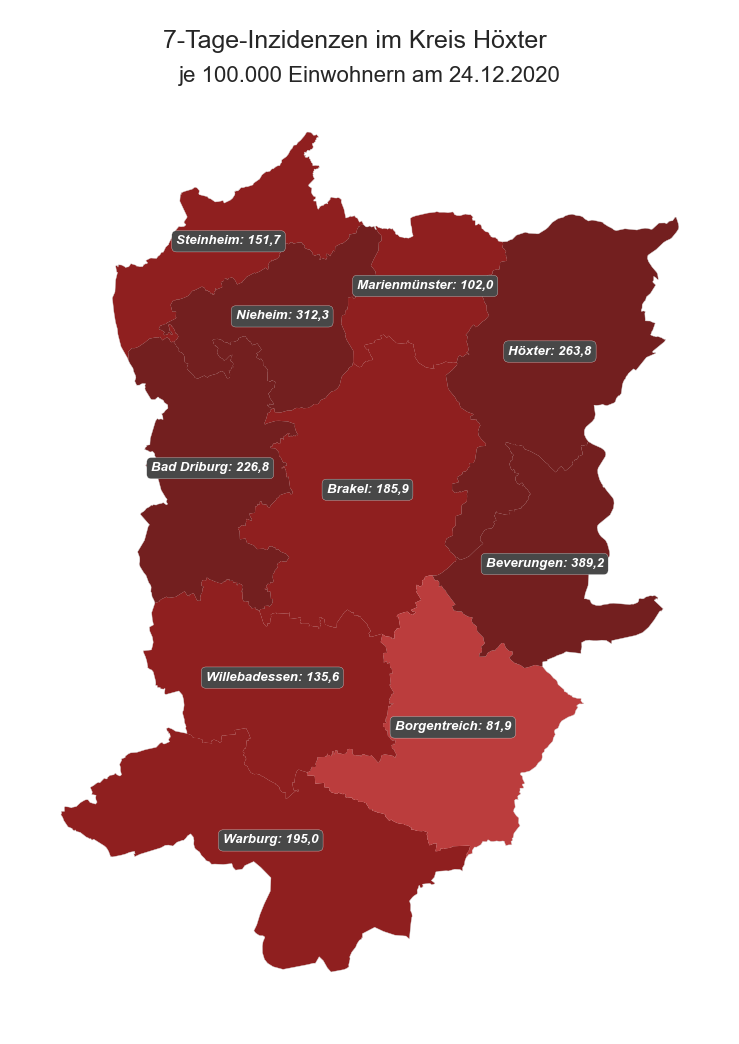 7-Tage-Inzidenzen im Kreis Höxter
je 100.000 Einwohnern am 24.12.2020
Steinheim: 151,7
Marienmünster: 102,0
Nieheim: 312,3
Höxter: 263,8
Bad Driburg: 226,8
Brakel: 185,9
Beverungen: 389,2
Willebadessen: 135,6
Borgentreich: 81,9
Warburg: 195,0